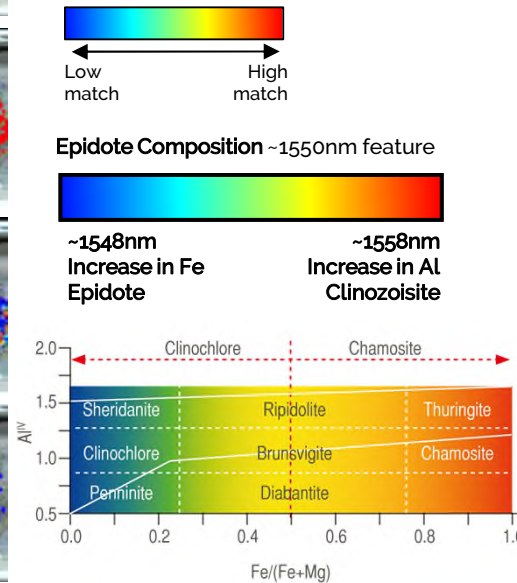 Low match
High match
Epidote Composition ~1550nm feature
~1548nm
Increase in Fe
Epidote
~1558nm
Increase in Al
Clinozoisite
Clinochlore
Chamosite
2.0
1.5
1.0
0.5
Al^IV
Sheridanite
Ripidolite
Thuringite
Clinochlore
Brunsvigite
Chamosite
Penninite
Diabantite
0.0
0.2
0.4
0.6
0.8
1.0
Fe/(Fe+Mg)